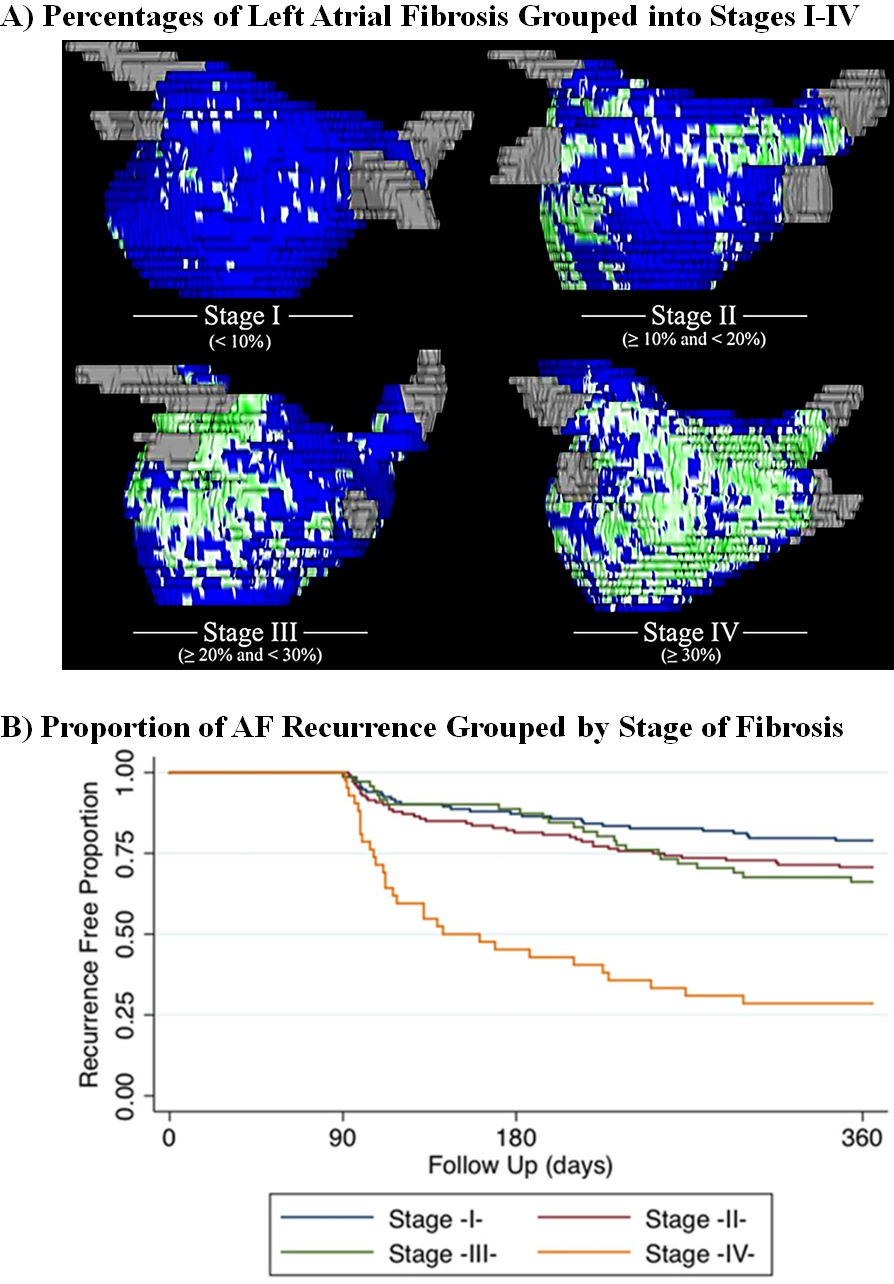 A) Percentages of Left Atrial Fibrosis Grouped into Stages I-IV
Stage I
(< 10%)
Stage II
(≥ 10% and < 20%)
Stage III
(≥ 20% and < 30%)
Stage IV
(≥ 30%)
B) Proportion of AF Recurrence Grouped by Stage of Fibrosis
Recurrence Free Proportion
1.00
0.75
0.50
0.25
0.00
0 90 180 360
Follow Up (days)
Stage -I- Stage -II-
Stage -III- Stage -IV-